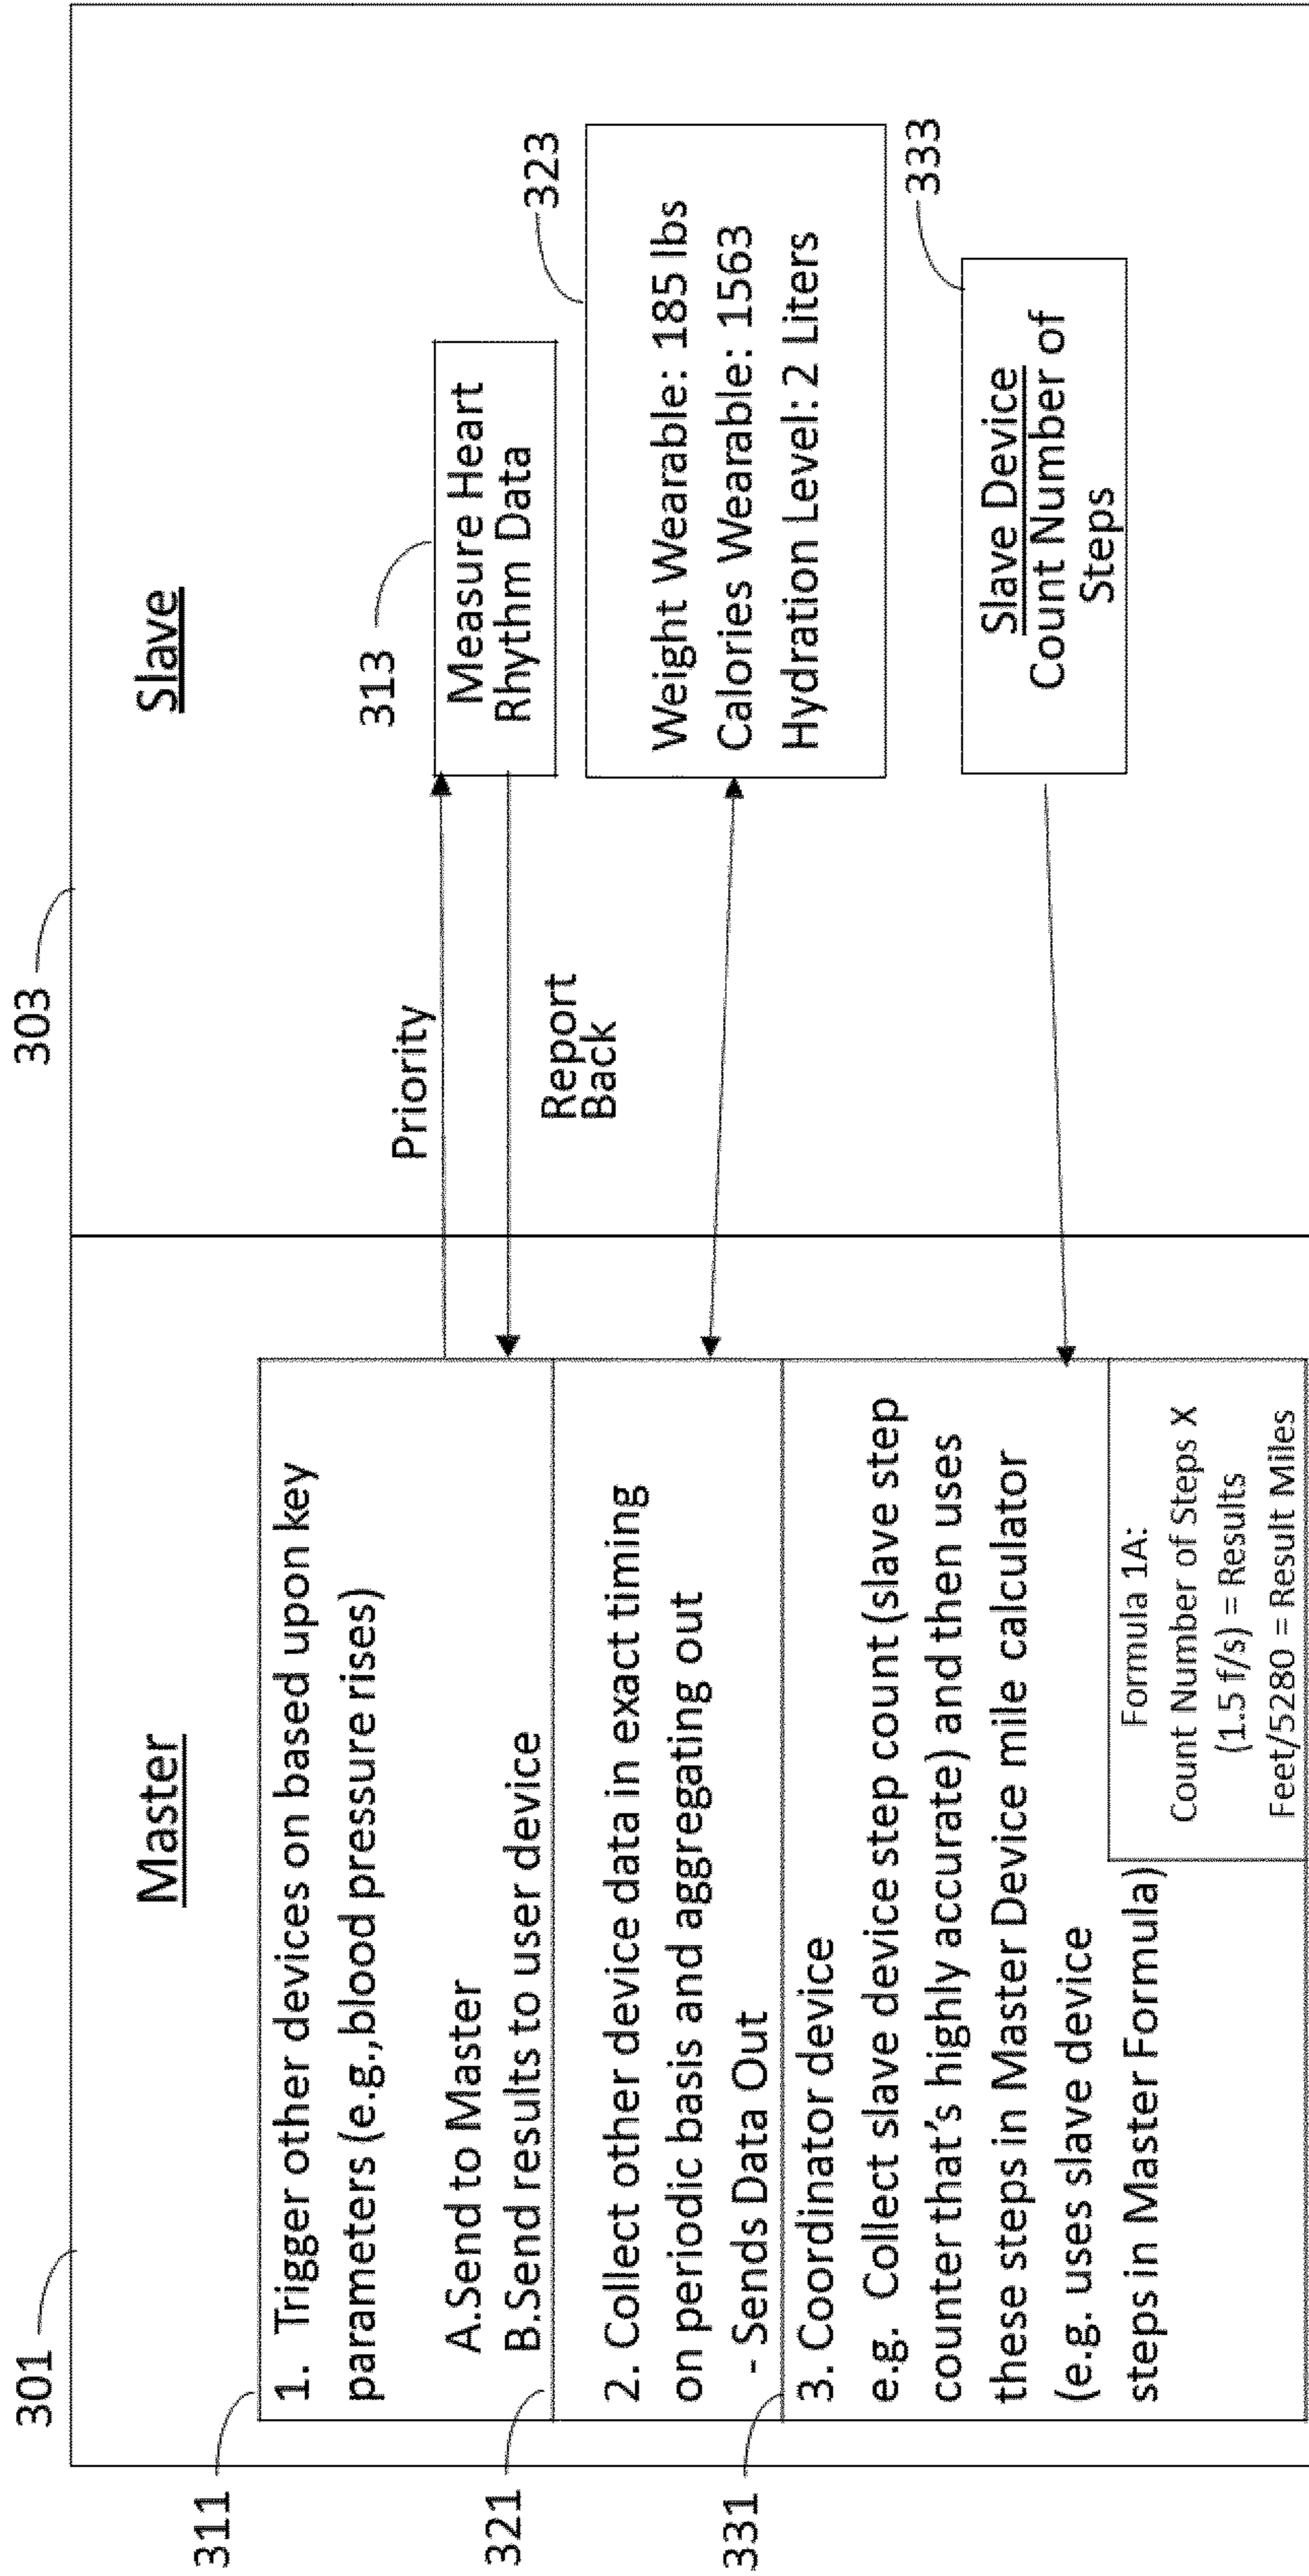 301
303
Master
Slave
311
1. Trigger other devices on based upon key
parameters (e.g.,blood pressure rises)
A.Send to Master
B.Send results to user device
Priority
Report
Back
313
Measure Heart
Rhythm Data
321
2. Collect other device data in exact timing
on periodic basis and aggregating out
- Sends Data Out
323
Weight Wearable: 185 lbs
Calories Wearable: 1563
Hydration Level: 2 Liters
331
3. Coordinator device
e.g. Collect slave device step count (slave step
counter that's highly accurate) and then uses
these steps in Master Device mile calculator
(e.g. uses slave device
steps in Master Formula)
Formula 1A:
Count Number of Steps X
(1.5 f/s) = Results
Feet/5280 = Result Miles
333
Slave Device
Count Number of
Steps